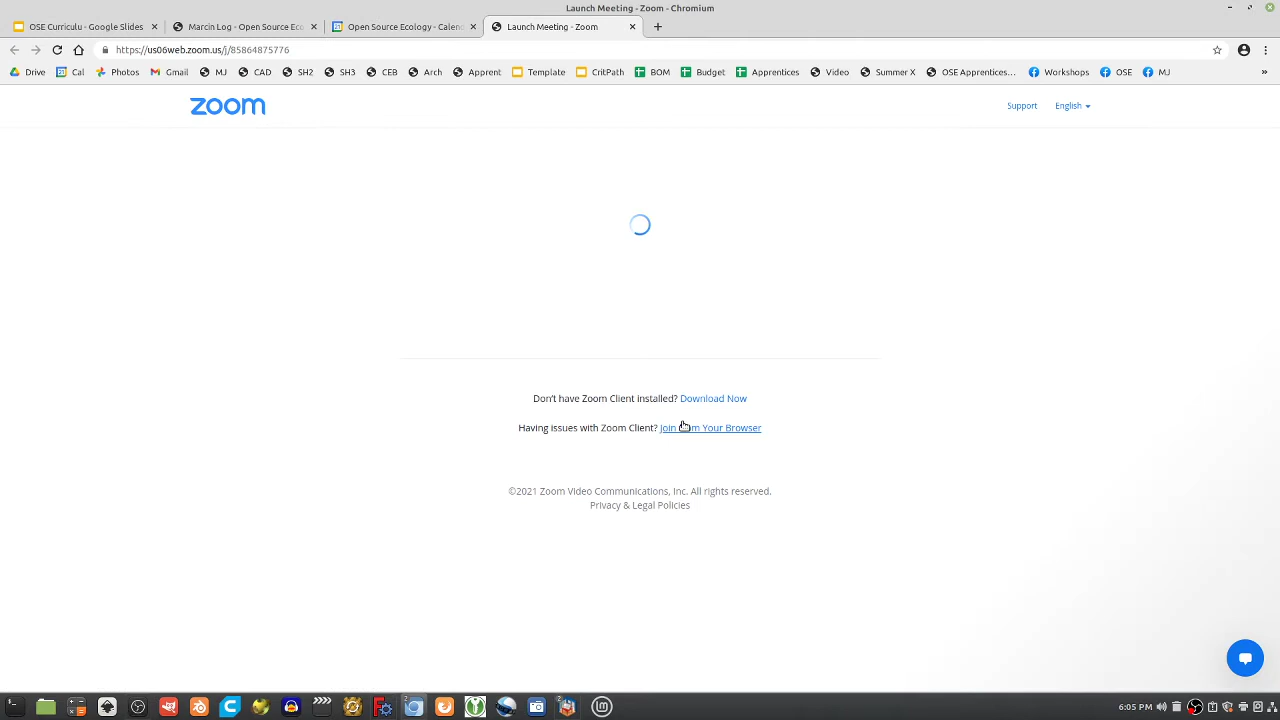 Launch Meeting - Zoom - Chromium
OSE Curriculu - Google Slides
Marcin Log - Open Source Eco
Open Source Ecology - Calend
Launch Meeting - Zoom
https://us06web.zoom.us/j/85864875776
Drive
Cal
Photos
Gmail
MJ
CAD
SH2
SH3
CEB
Arch
Apprent
Template
CritPath
BOM
Budget
Apprentices
Video
Summer X
OSE Apprentices...
Workshops
OSE
MJ
»
zoom
Support
English
Don't have Zoom Client installed? Download Now
Having issues with Zoom Client? Join Your Browser
©2021 Zoom Video Communications, Inc. All rights reserved.
Privacy & Legal Policies
6:05 PM